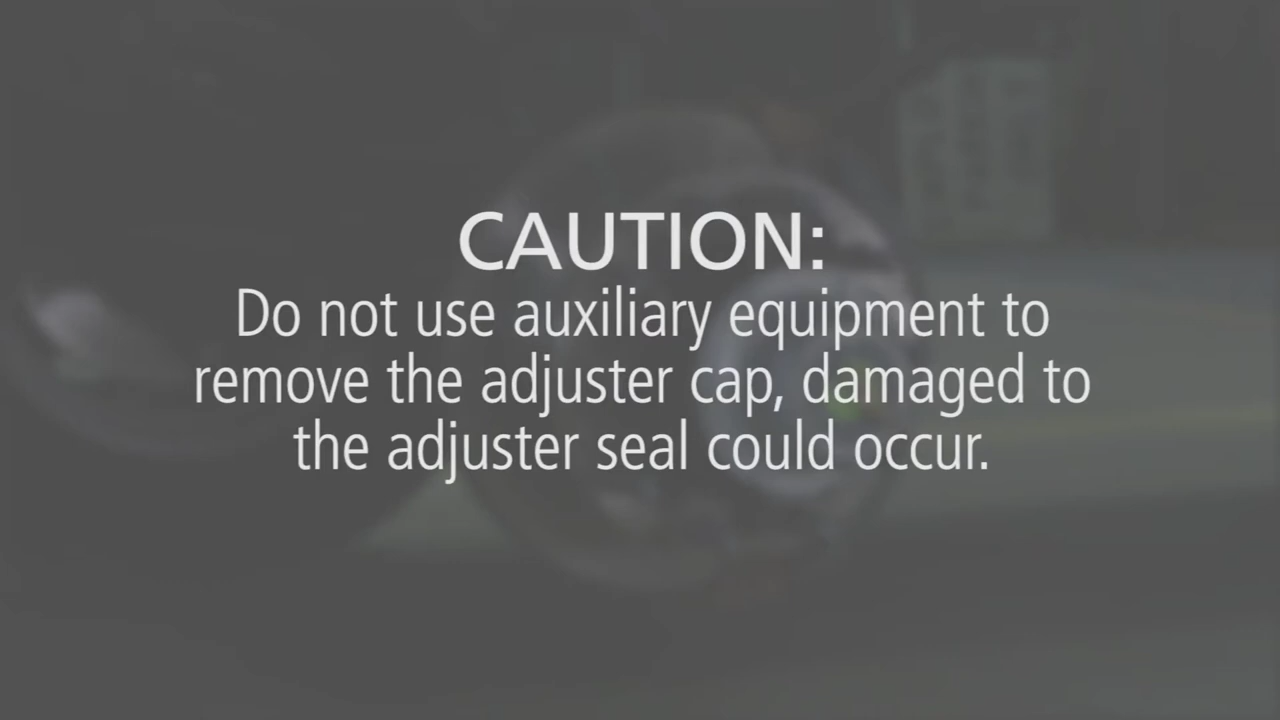 CAUTION:
Do not use auxiliary equipment to
remove the adjuster cap, damaged to
the adjuster seal could occur.